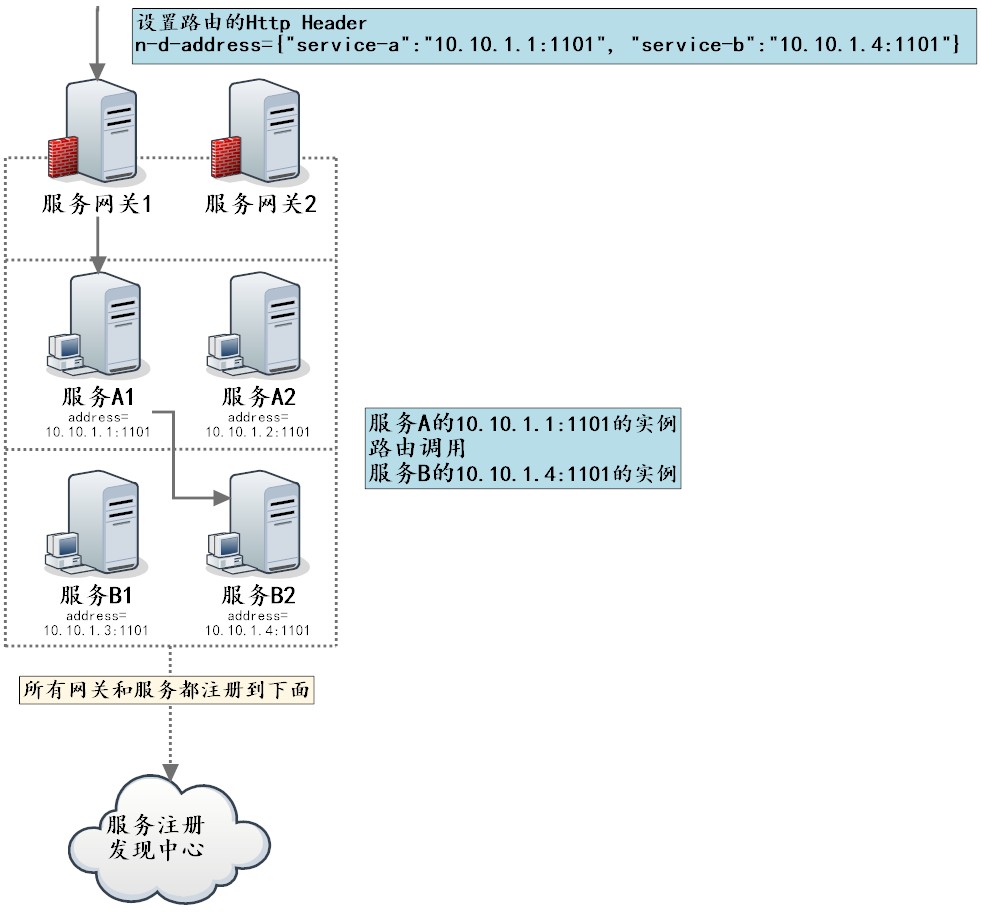 设置路由的Http Header
n-d-address={"service-a":"10.10.1.1:1101", "service-b":"10.10.1.4:1101"}
服务网关1
服务网关2
服务A1
address=
10.10.1.1:1101
服务A2
address=
10.10.1.2:1101
服务A的10.10.1.1:1101的实例
路由调用
服务B的10.10.1.4:1101的实例
服务B1
address=
10.10.1.3:1101
服务B2
address=
10.10.1.4:1101
所有网关和服务都注册到下面
服务注册
发现中心